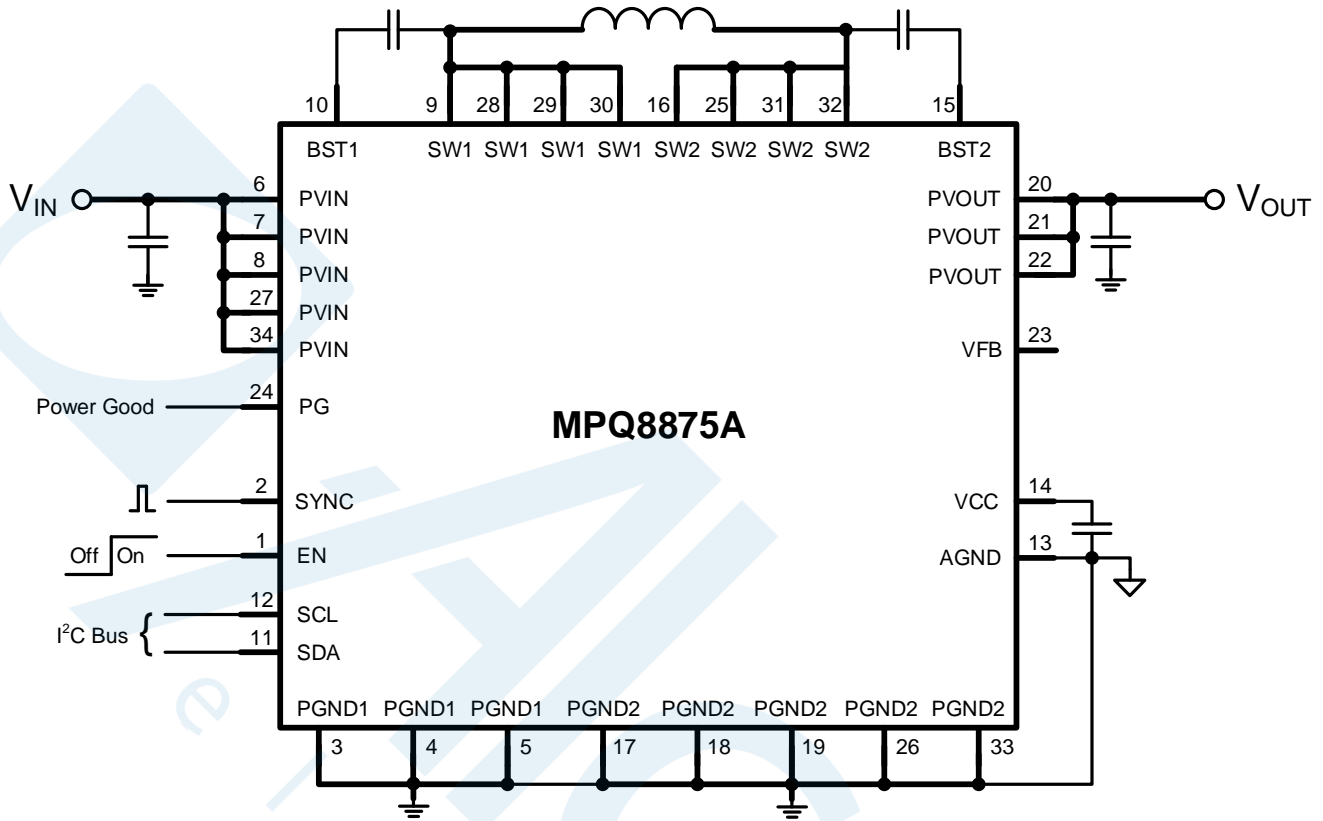 10 9 28 29 30 16 25 31 32 15
BST1 SW1 SW1 SW1 SW1 SW2 SW2 SW2 SW2 BST2
VIN 6 PVIN PVOUT 20 VOUT
7 PVIN PVOUT 21
8 PVIN PVOUT 22
27 PVIN
34 PVIN VFB 23
Power Good 24 PG
MPQ8875A
2 SYNC VCC 14
Off On 1 EN AGND 13
12 SCL
I²C Bus {
11 SDA
PGND1 PGND1 PGND1 PGND2 PGND2 PGND2 PGND2 PGND2
3 4 5 17 18 19 26 33